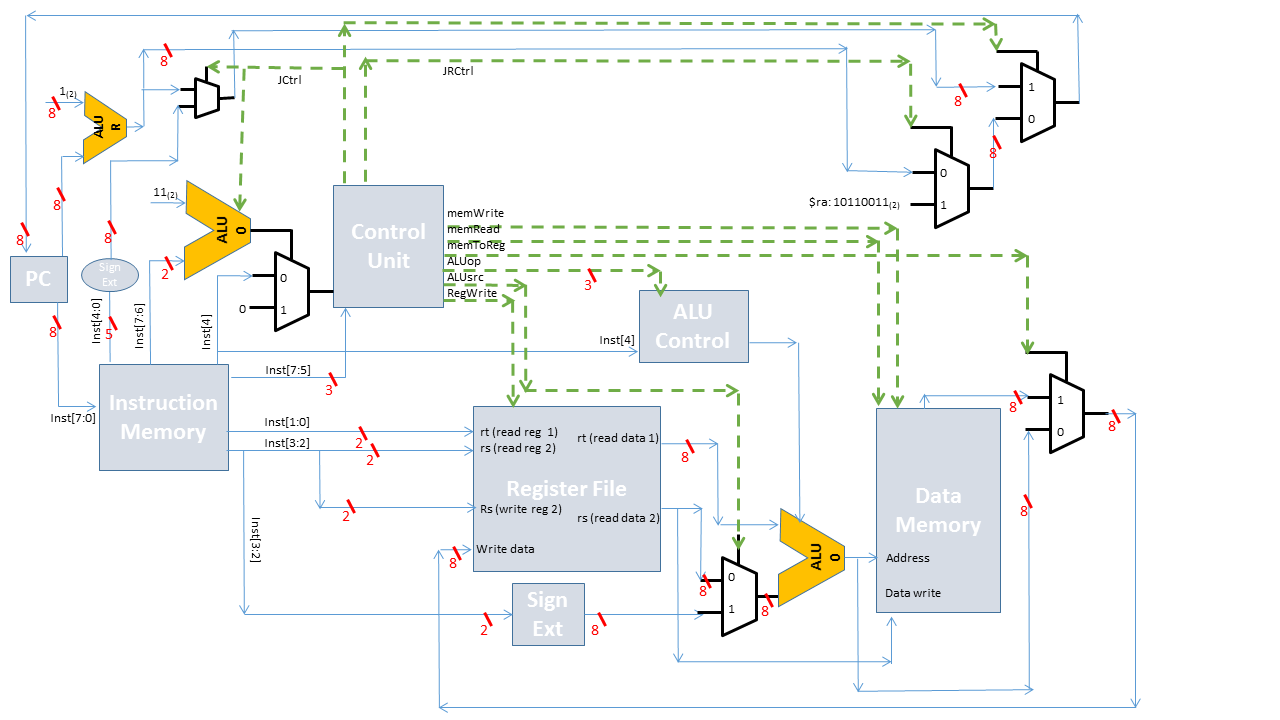 JCtrl
JRCtrl
1(2)
8
8
ALU R
8
1
0
8
8
0
1
$ra: 10110011(2)
8
8
8
11(2)
ALU 0
2
PC
Sign Ext
Control Unit
memWrite
memRead
memToReg
ALUop
ALUsrc
RegWrite
3
0
0
1
ALU Control
8
Inst[4:0]
5
Inst[7:6]
Inst[4]
Inst[4]
Inst[7:5]
3
Inst[7:0]
Instruction Memory
Inst[1:0]
2
Inst[3:2]
2
2
Inst[3:2]
rt (read reg 1)
rs (read reg 2)
Register File
Rs (write reg 2)
Write data
rt (read data 1)
rs (read data 2)
8
8
2
Sign Ext
8
8
0
1
8
ALU 0
Data Memory
Address
Data write
8
1
0
8
8